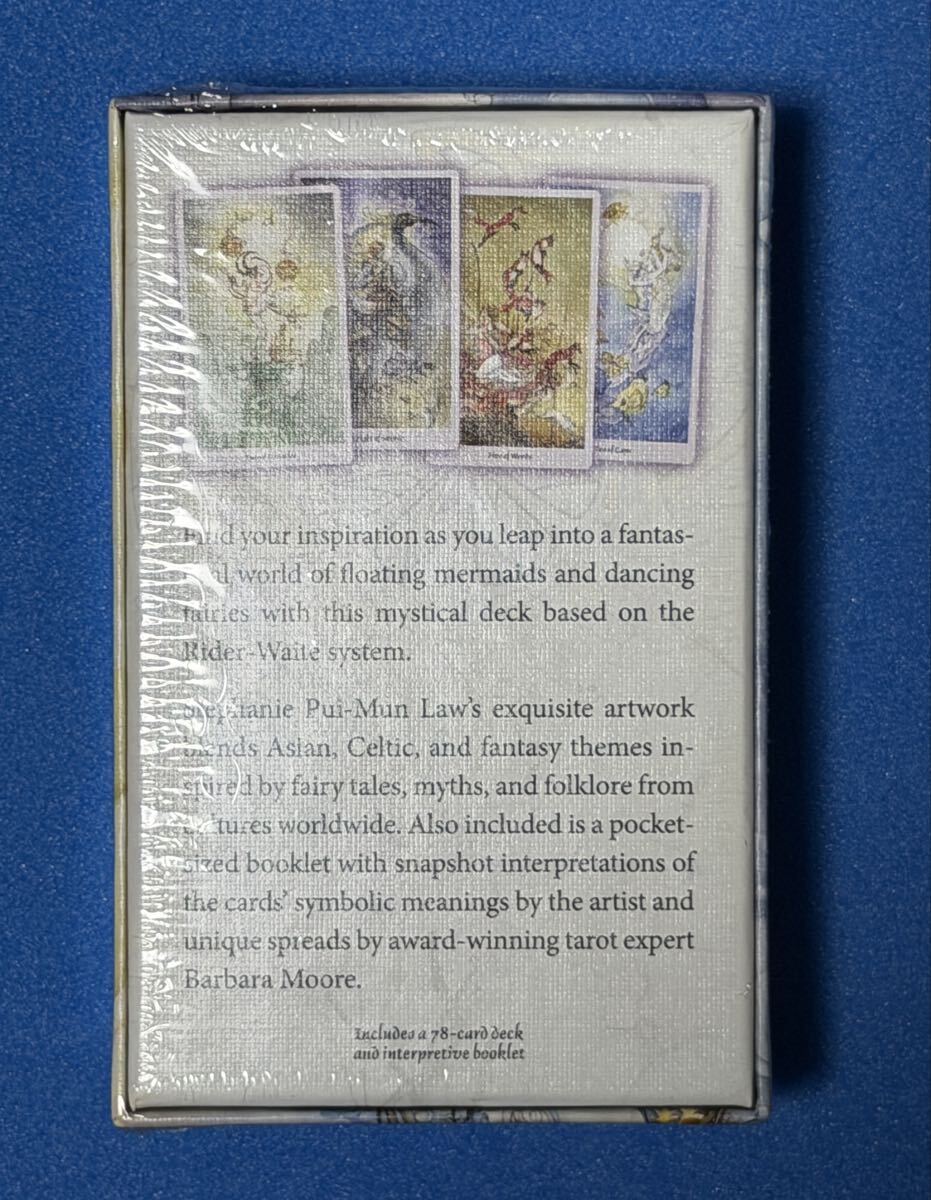 Find your inspiration as you leap into a fantas-
world of floating mermaids and dancing
fairies with this mystical deck based on the
Rider-Waite system.
Stephanie Pui-Mun Law's exquisite artwork
blends Asian, Celtic, and fantasy themes in-
spired by fairy tales, myths, and folklore from
cultures worldwide. Also included is a pocket-
sized booklet with snapshot interpretations of
the cards' symbolic meanings by the artist and
unique spreads by award-winning tarot expert
Barbara Moore.
Includes a 78-card deck
and interpretive booklet